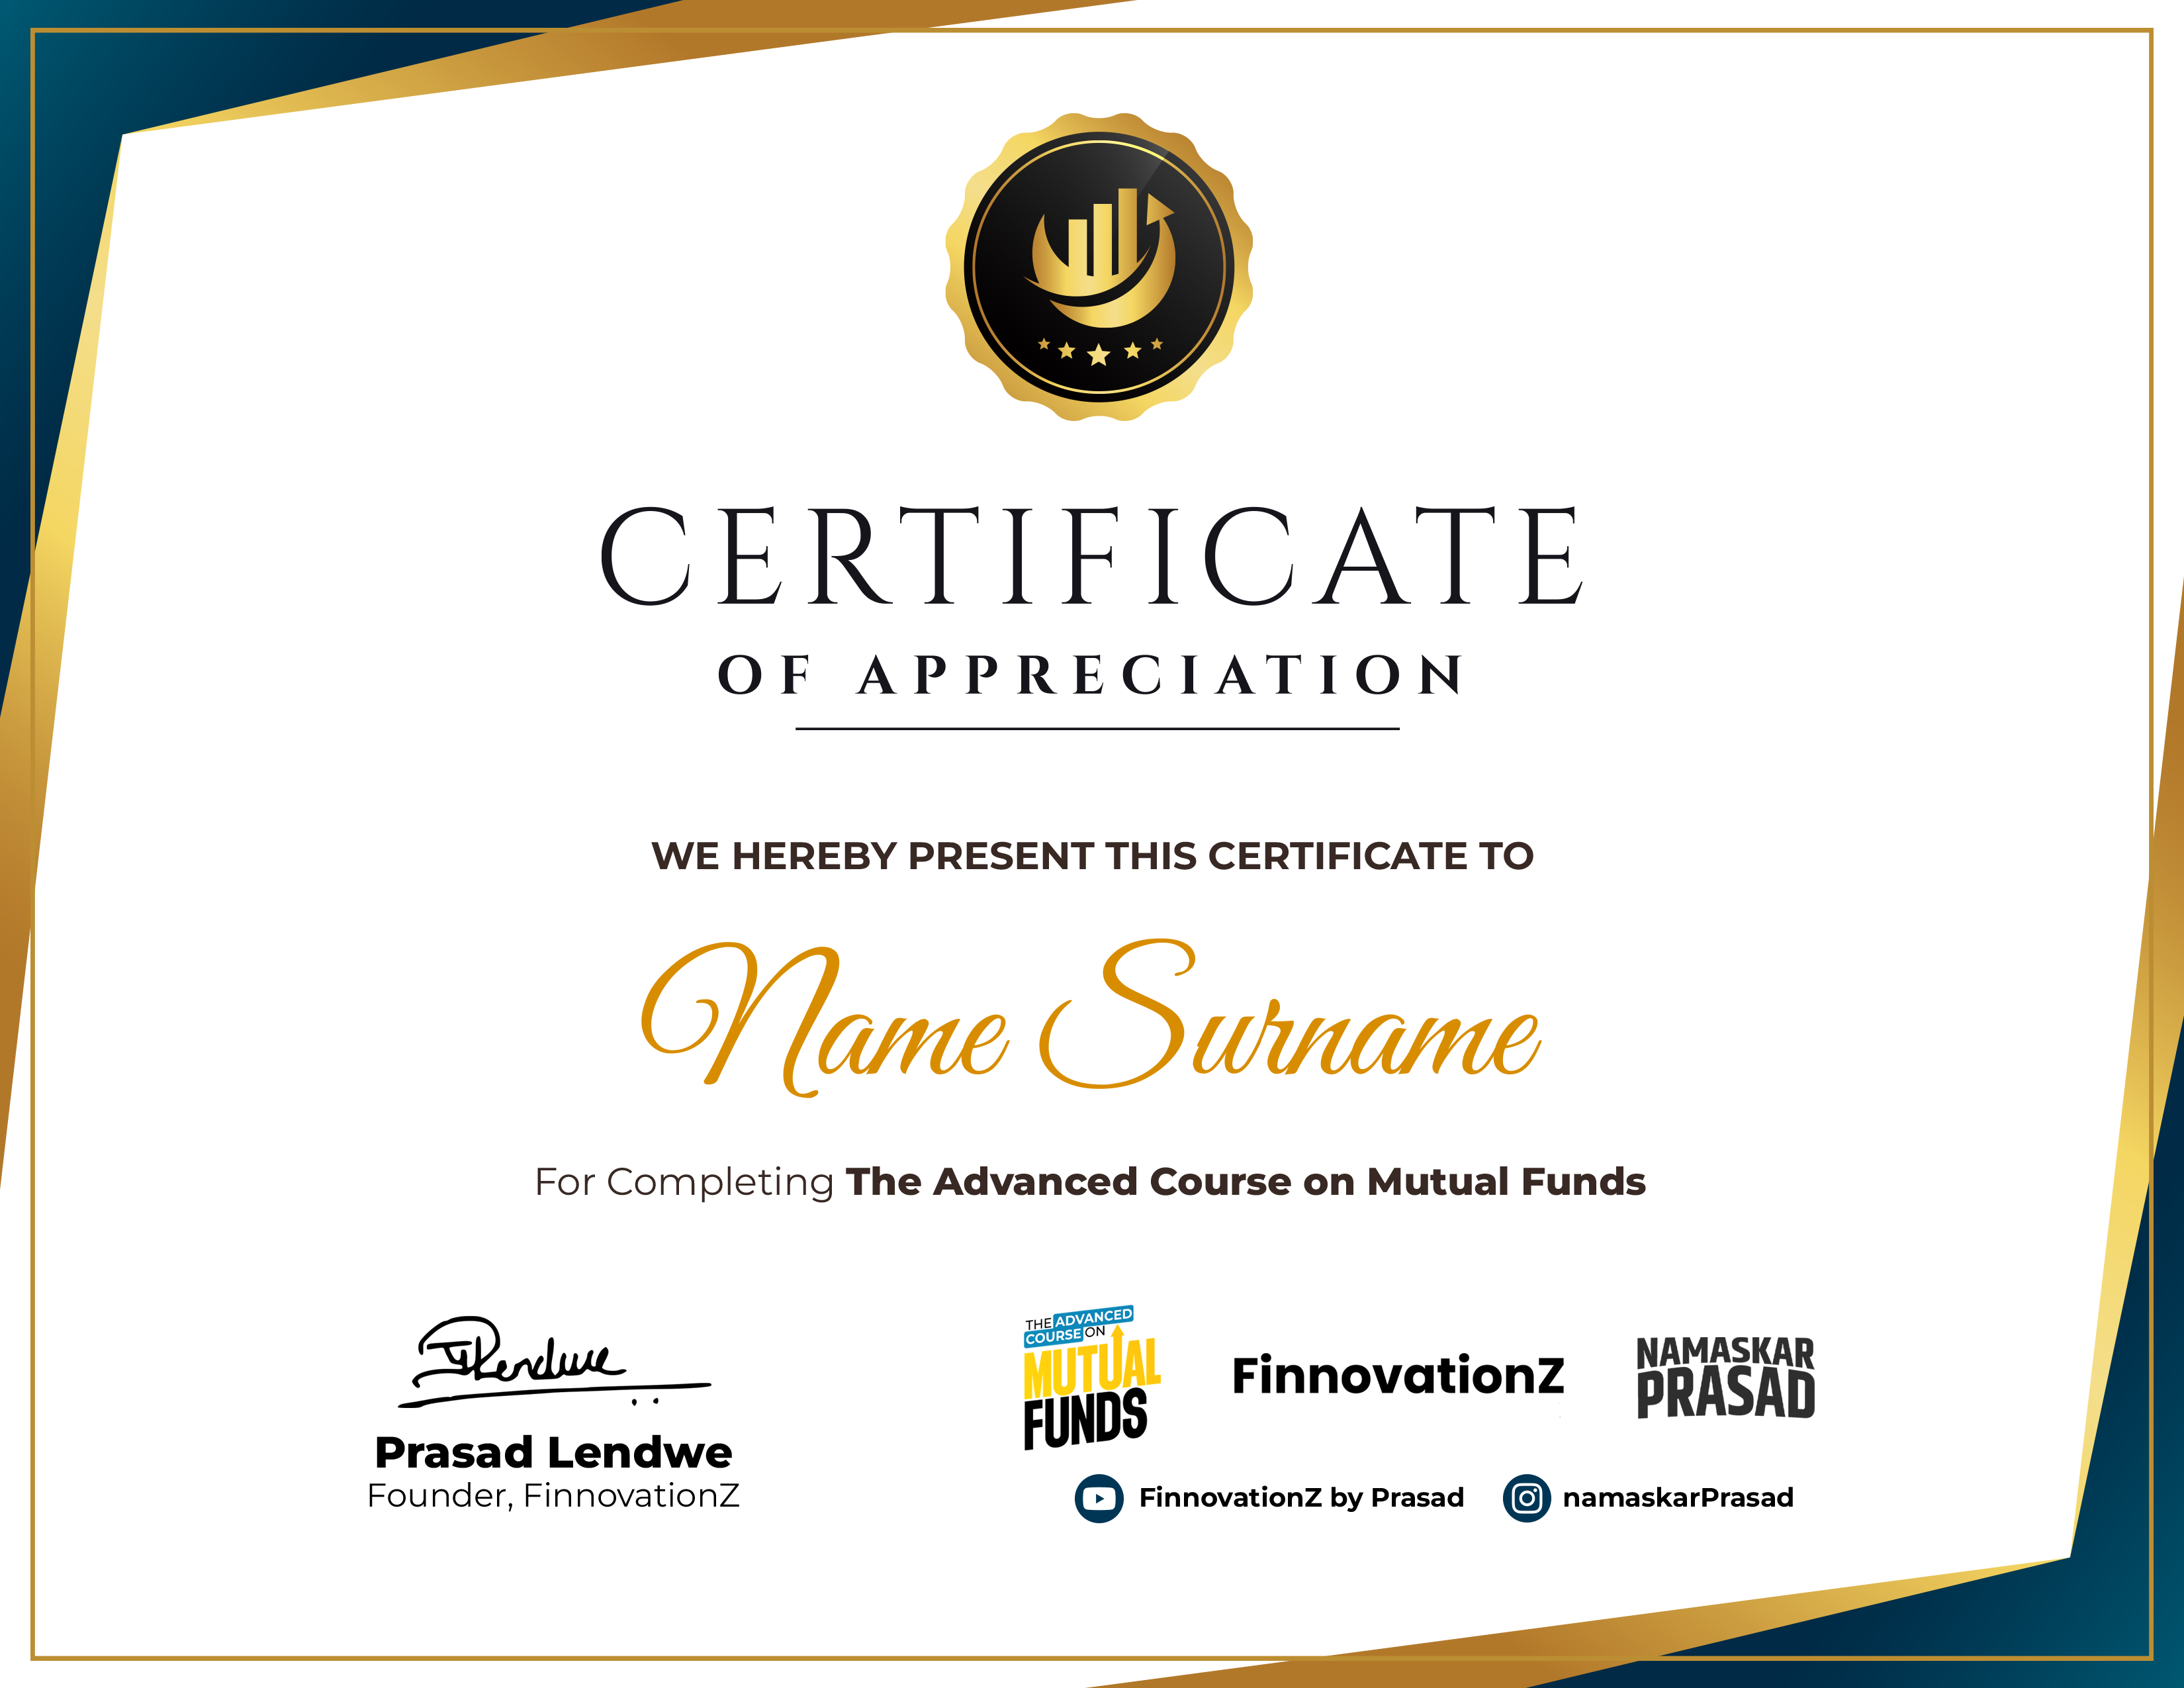 CERTIFICATE
OF APPRECIATION
WE HEREBY PRESENT THIS CERTIFICATE TO
Name Surname
For Completing The Advanced Course on Mutual Funds
Prasad Lendwe
Founder, FinnovationZ
THE ADVANCED
COURSE ON
MUTUAL
FUNDS
FinnovationZ
NAMASKAR
PRASAD
FinnovationZ by Prasad
namaskarPrasad